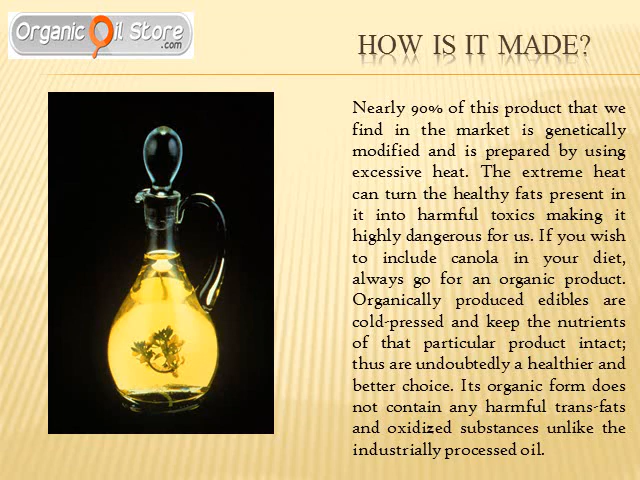 Organic Oil Store
.com
HOW IS IT MADE?
Nearly 90% of this product that we
find in the market is genetically
modified and is prepared by using
excessive heat. The extreme heat
can turn the healthy fats present in
it into harmful toxics making it
highly dangerous for us. If you wish
to include canola in your diet,
always go for an organic product.
Organically produced edibles are
cold-pressed and keep the nutrients
of that particular product intact;
thus are undoubtedly a healthier and
better choice. Its organic form does
not contain any harmful trans-fats
and oxidized substances unlike the
industrially processed oil.